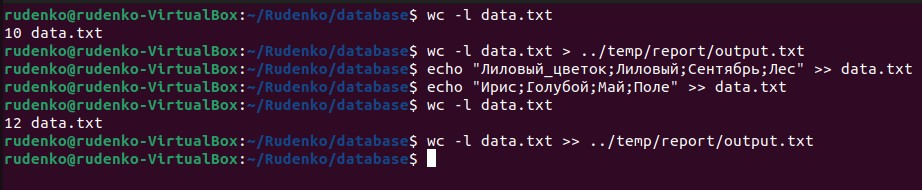 rudenko@rudenko-VirtualBox:~/Rudenko/database$ wc -l data.txt
10 data.txt
rudenko@rudenko-VirtualBox:~/Rudenko/database$ wc -l data.txt > ../temp/report/output.txt
rudenko@rudenko-VirtualBox:~/Rudenko/database$ echo "Лиловый_цветок;Лиловый;Сентябрь;Лес" >> data.txt
rudenko@rudenko-VirtualBox:~/Rudenko/database$ echo "Ирис;Голубой;Май;Поле" >> data.txt
rudenko@rudenko-VirtualBox:~/Rudenko/database$ wc -l data.txt
12 data.txt
rudenko@rudenko-VirtualBox:~/Rudenko/database$ wc -l data.txt >> ../temp/report/output.txt
rudenko@rudenko-VirtualBox:~/Rudenko/database$